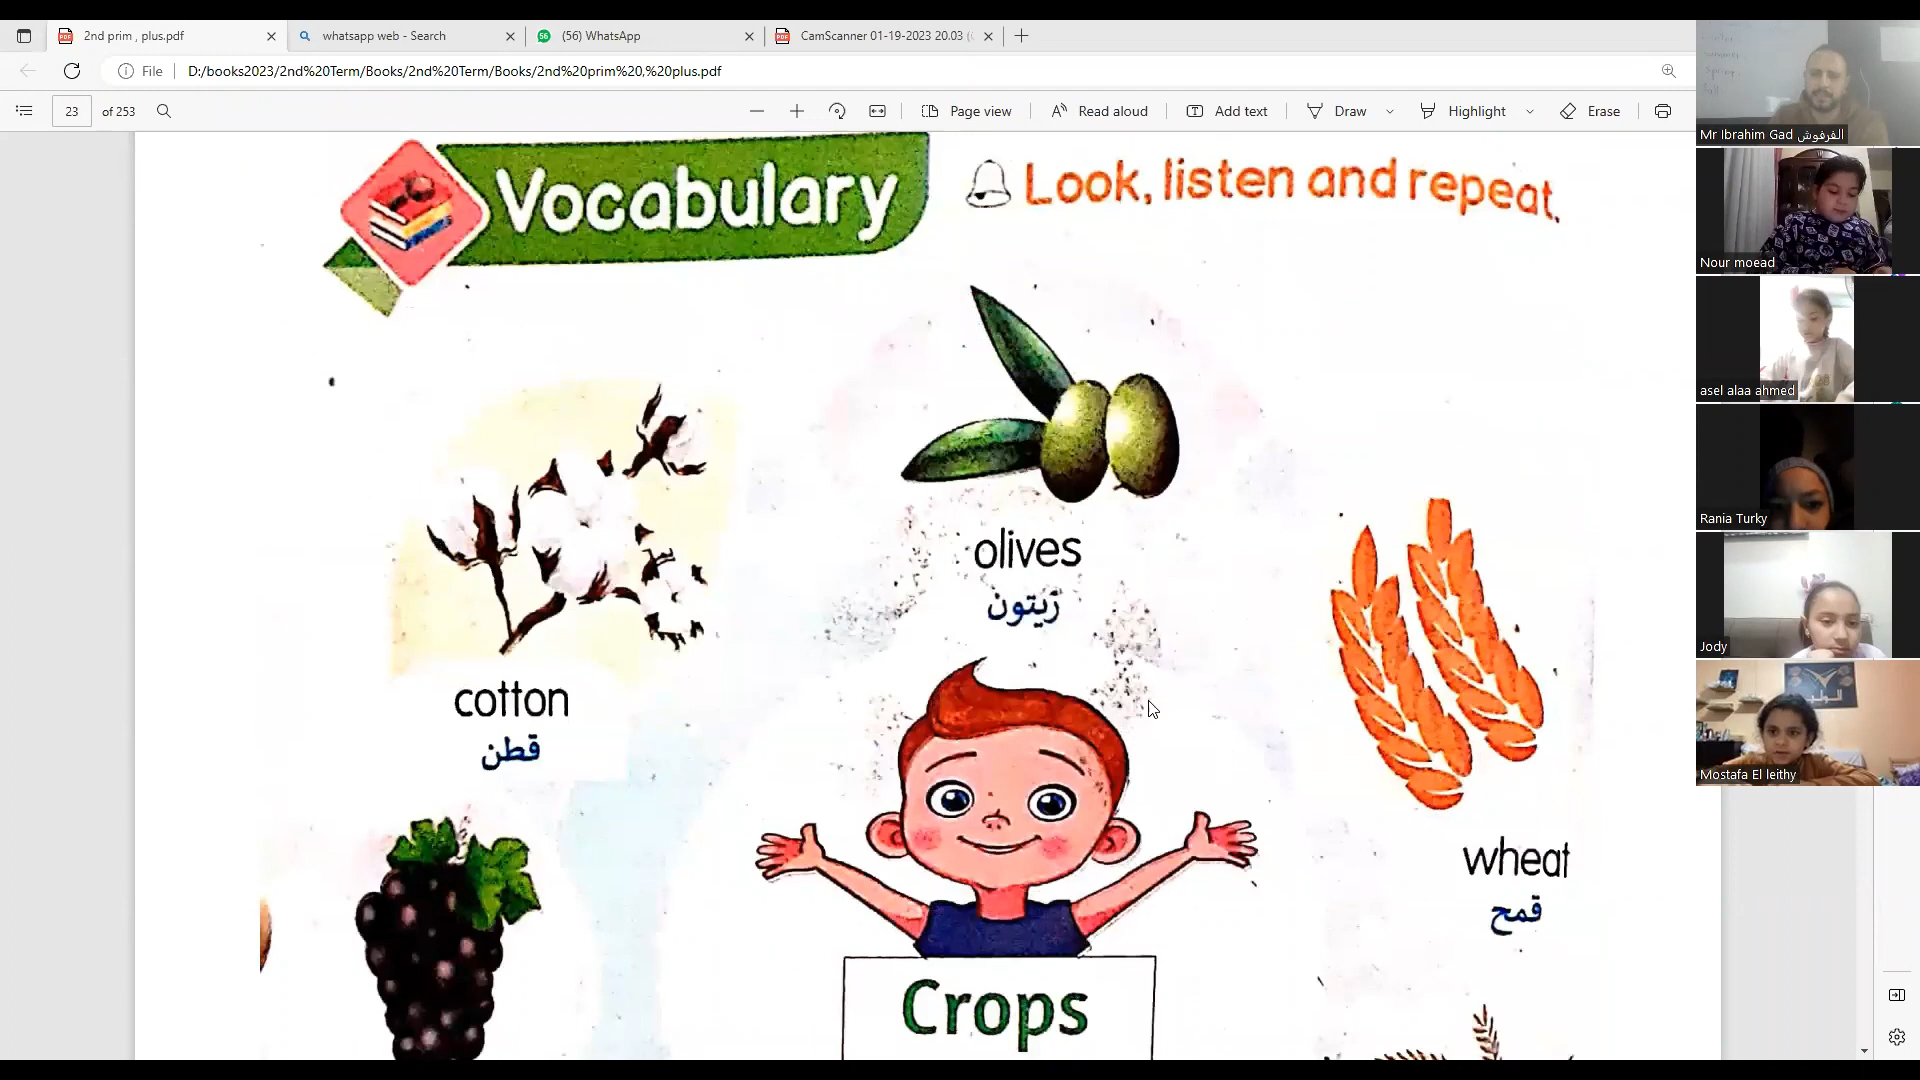 2nd prim , plus.pdf
whatsapp web - Search
(56) WhatsApp
CamScanner 01-19-2023 20.03 (
File
D:/books2023/2nd%20Term/Books/2nd%20Term/Books/2nd%20prim%20,%20plus.pdf
23 of 253
Page view
Read aloud
Add text
Draw
Highlight
Erase
Vocabulary
Look, listen and repeat.
olives
زيتون
cotton
قطن
wheat
قمح
Crops
Mr Ibrahim Gad الفرفوش
Nour moead
asel alaa ahmed
Rania Turky
Jody
Mostafa El leithy